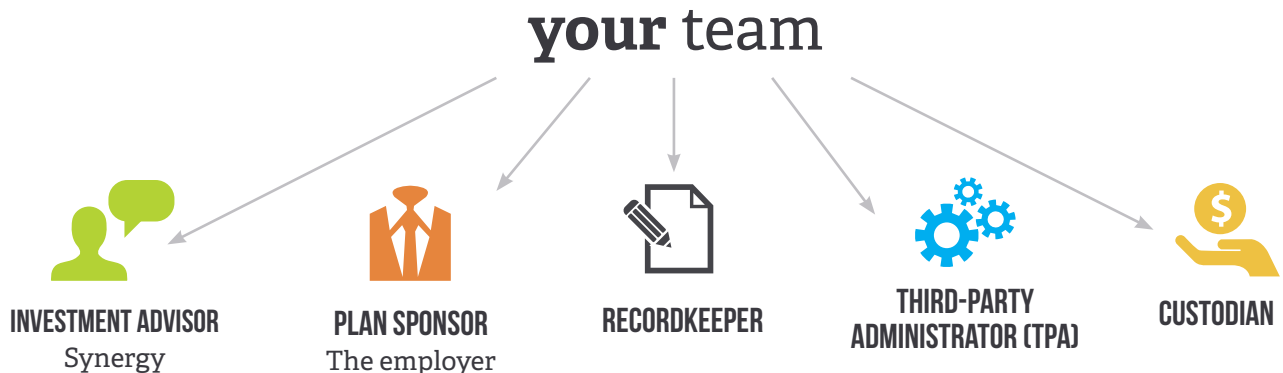 your team
INVESTMENT ADVISOR
Synergy
PLAN SPONSOR
The employer
RECORDKEEPER
THIRD-PARTY
ADMINISTRATOR (TPA)
$
CUSTODIAN